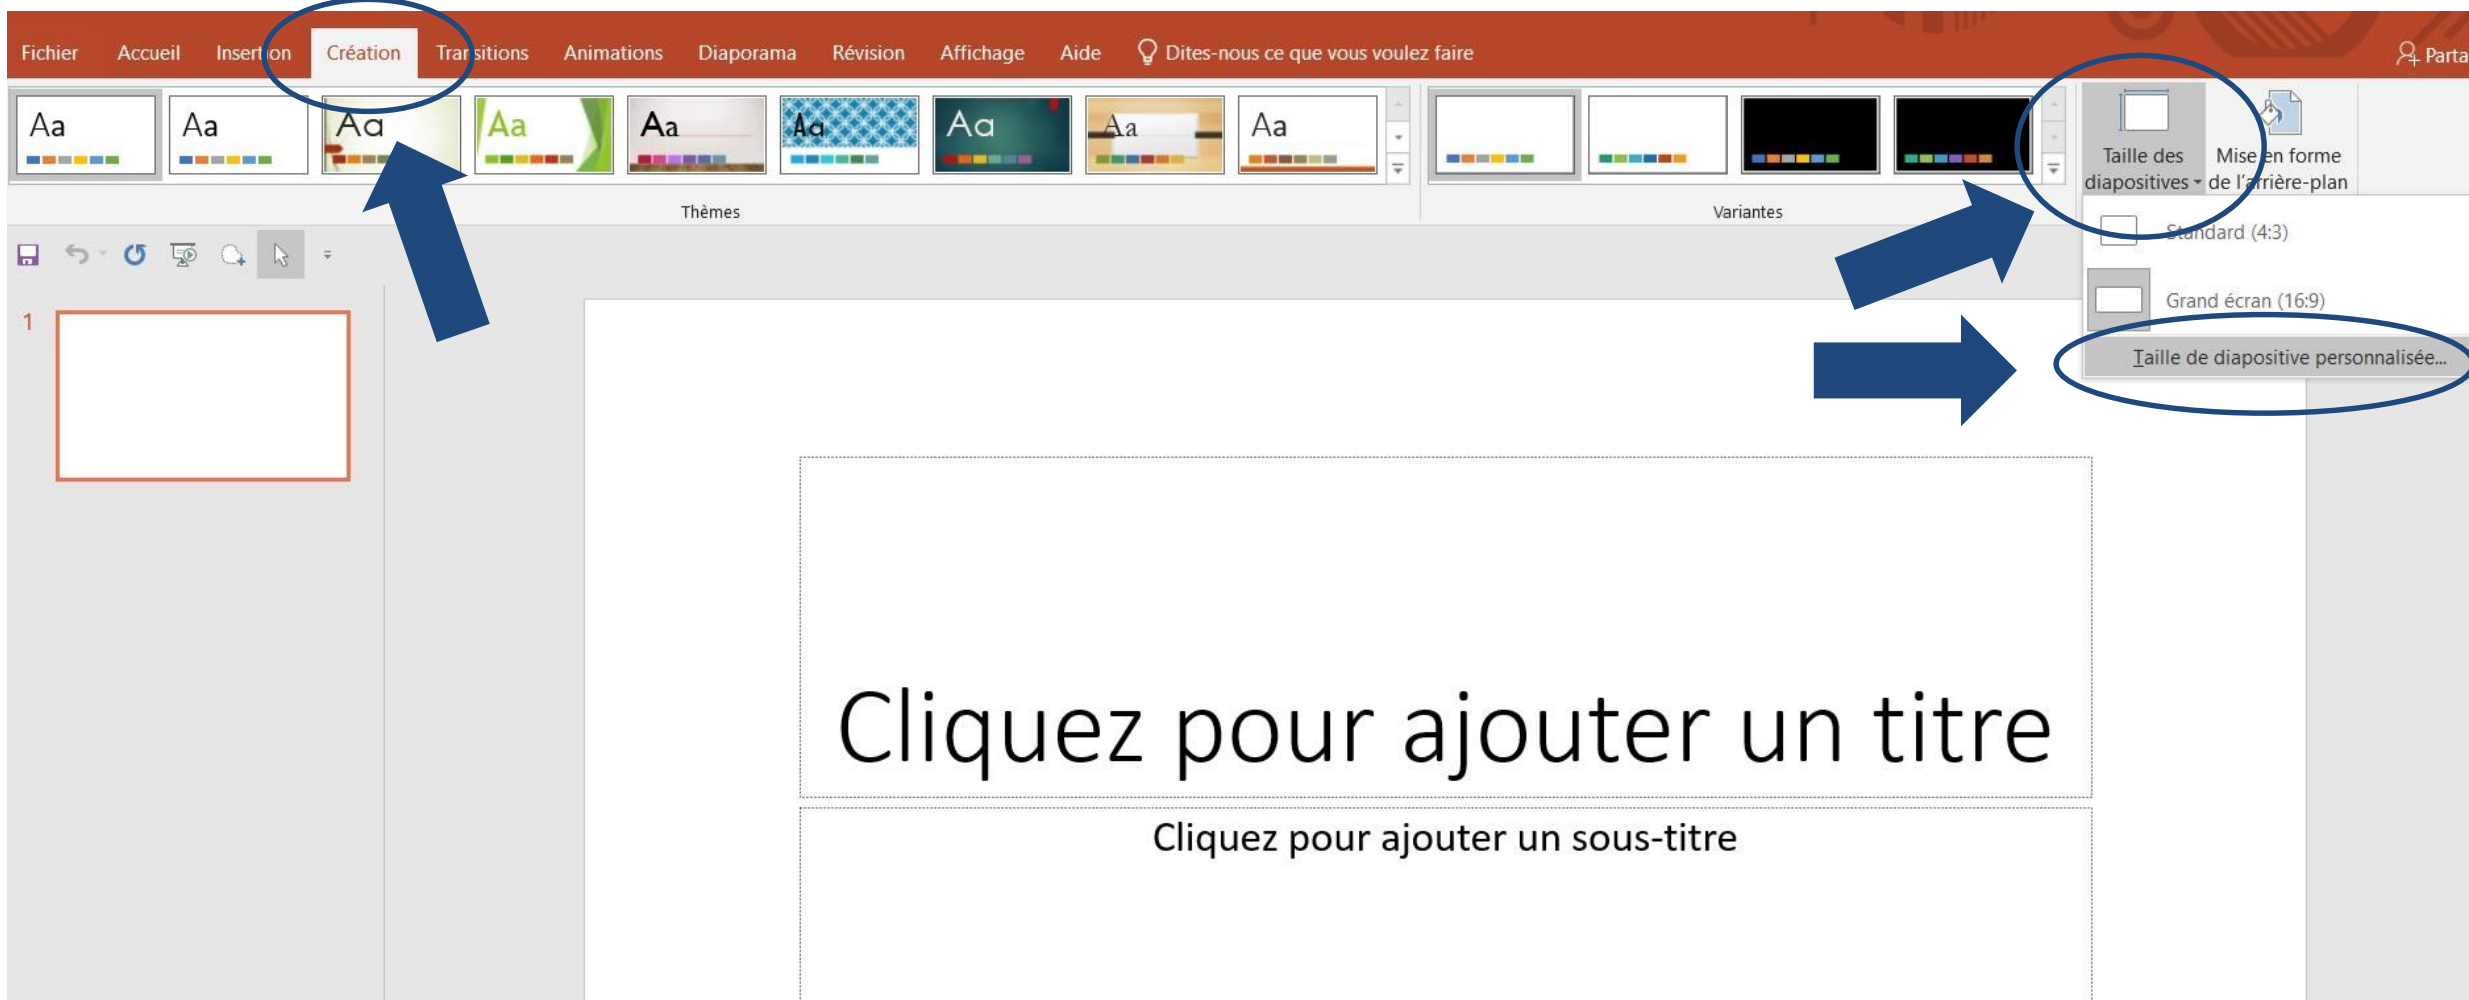 Fichier Accueil Insertion Création Transitions Animations Diaporama Révision Affichage Aide Dites-nous ce que vous voulez faire Parta
Aa Aa Aa Aa Aa Aa Aa Aa Aa
Taille des diapositives
Mise en forme de l'arrière-plan
Thèmes
Variantes
Standard (4:3)
Grand écran (16:9)
Taille de diapositive personnalisée...
1
Cliquez pour ajouter un titre
Cliquez pour ajouter un sous-titre